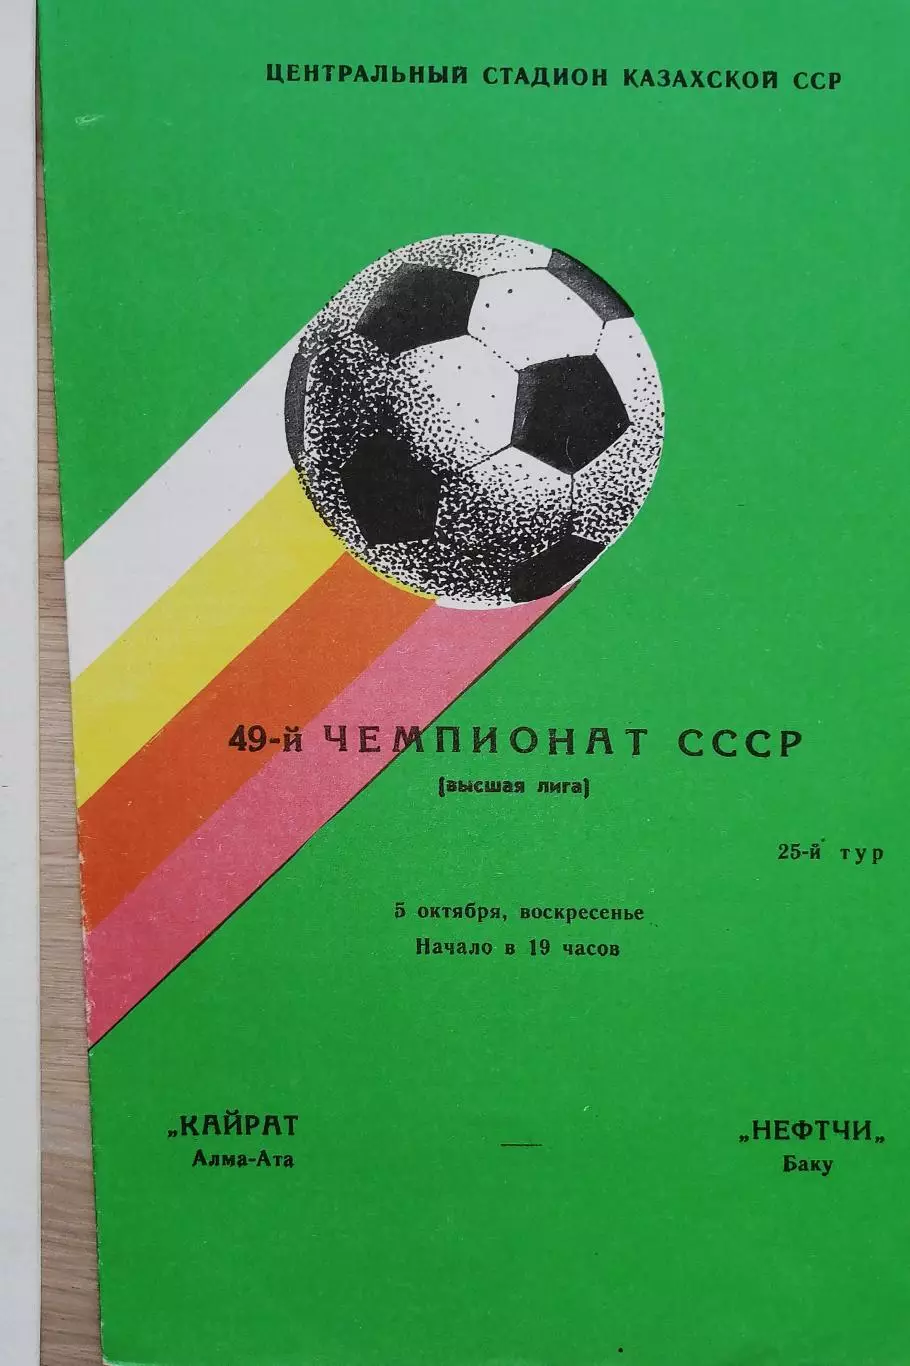 ЦЕНТРАЛЬНЫЙ СТАДИОН КАЗАХСКОЙ ССР
49-й ЧЕМПИОНАТ СССР
(высшая лига)
25-й тур
5 октября, воскресенье
Начало в 19 часов
„КАЙРАТ — „НЕФТЧИ„
Алма-Ата Баку